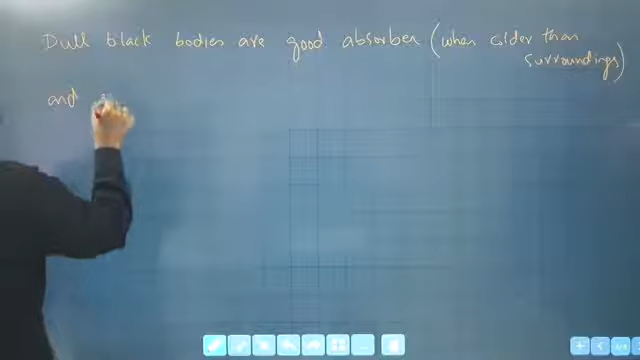 Dull black bodies are good absorber (when colder than
surroundings)
and